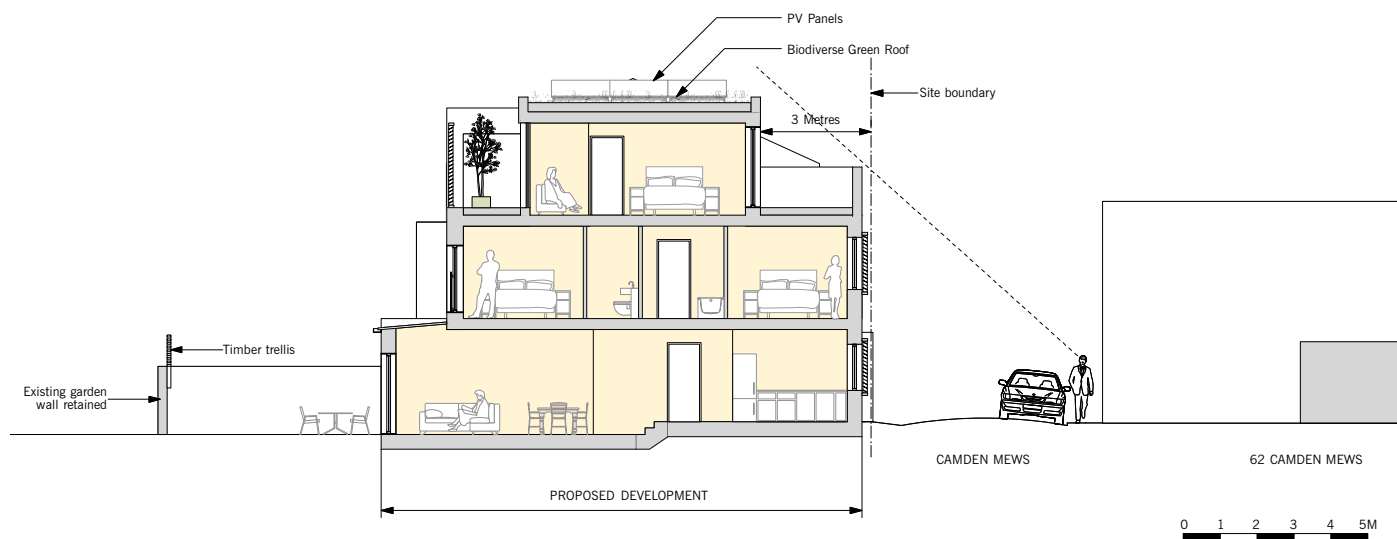 PV Panels
Biodiverse Green Roof
Site boundary
3 Metres
Timber trellis
Existing garden
wall retained
CAMDEN MEWS
62 CAMDEN MEWS
PROPOSED DEVELOPMENT
0 1 2 3 4 5M